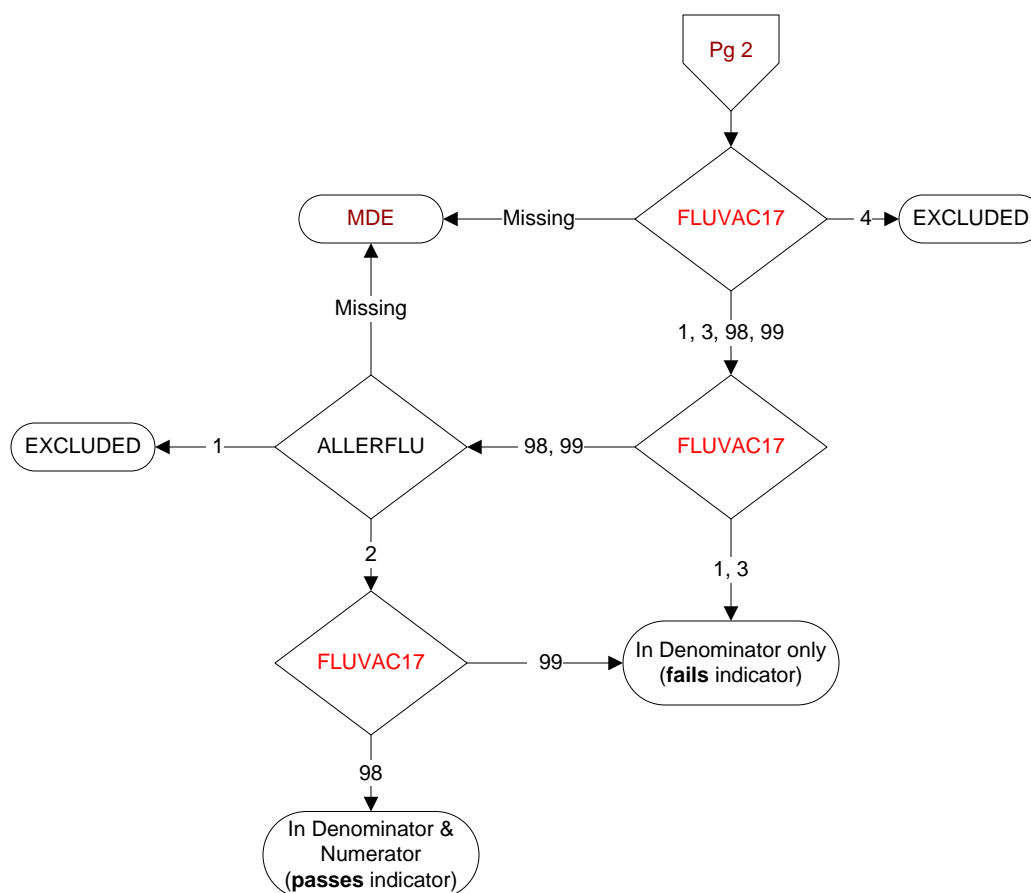 Pg 2
MDE
Missing
FLUVAC17
4
EXCLUDED
Missing
1, 3, 98, 99
EXCLUDED
1
ALLERFLU
98, 99
FLUVAC17
2
1, 3
FLUVAC17
99
In Denominator only
(fails indicator)
98
In Denominator &
Numerator
(passes indicator)